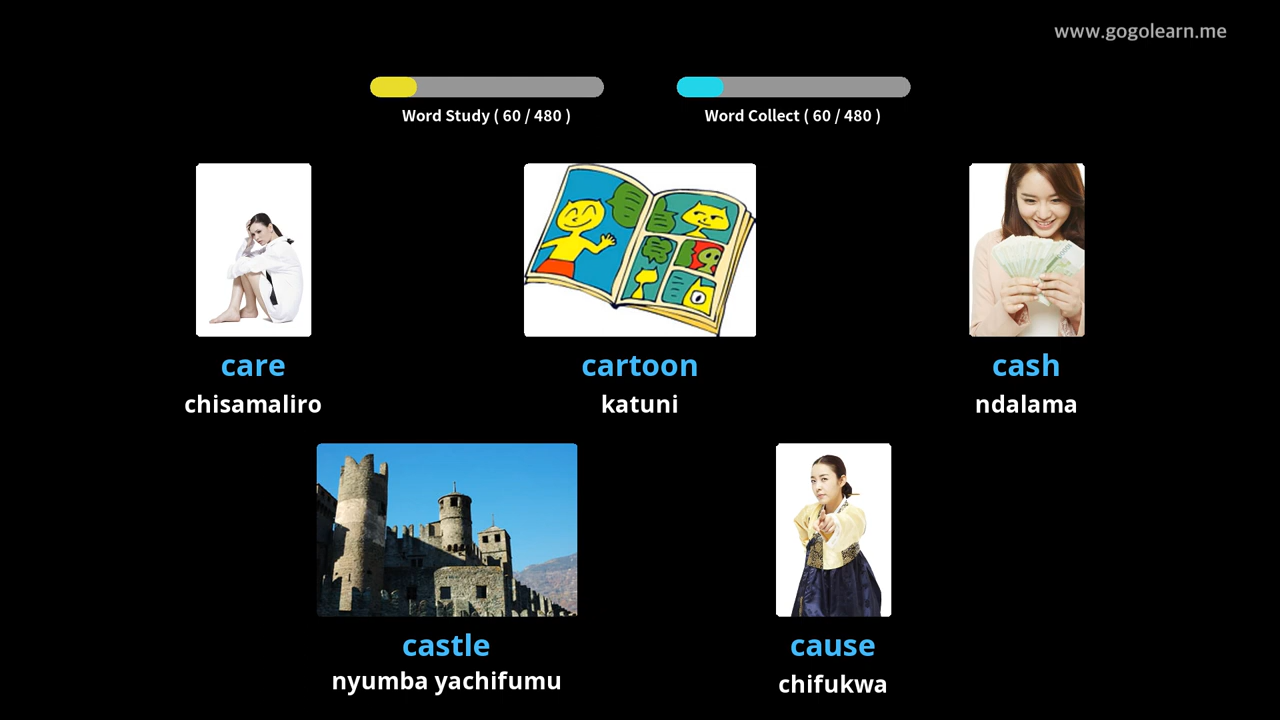 www.gogolearn.me
Word Study ( 60 / 480 )
Word Collect ( 60 / 480 )
care
chisamaliro
cartoon
katuni
cash
ndalama
castle
nyumba yachifumu
cause
chifukwa